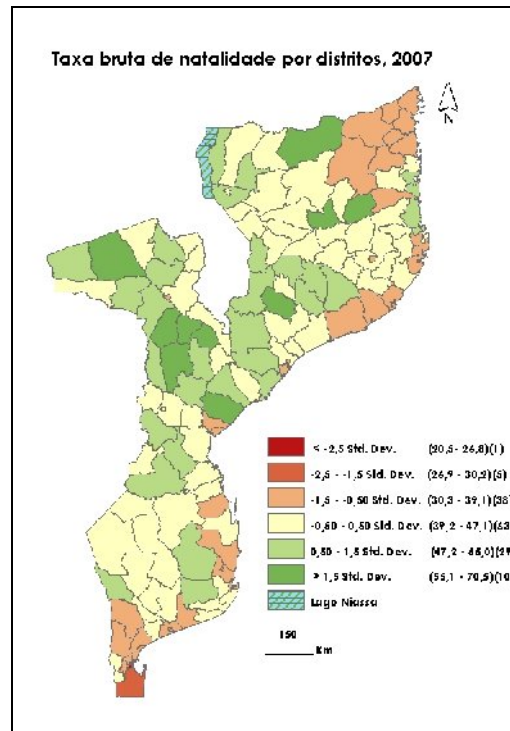 Taxa bruta de natalidade por distritos, 2007
N
< -2,5 Std. Dev. (20,5 - 26,8)(1)
-2,5 - -1,5 Std. Dev. (26,9 - 30,2)(5)
-1,5 - -0,50 Std. Dev. (30,3 - 39,1)(38)
-0,50 - 0,50 Std. Dev. (39,2 - 47,1)(63
0,50 - 1,5 Std. Dev. (47,2 - 55,0)(29
> 1,5 Std. Dev. (55,1 - 70,5)(10
Lago Niassa
150
Km